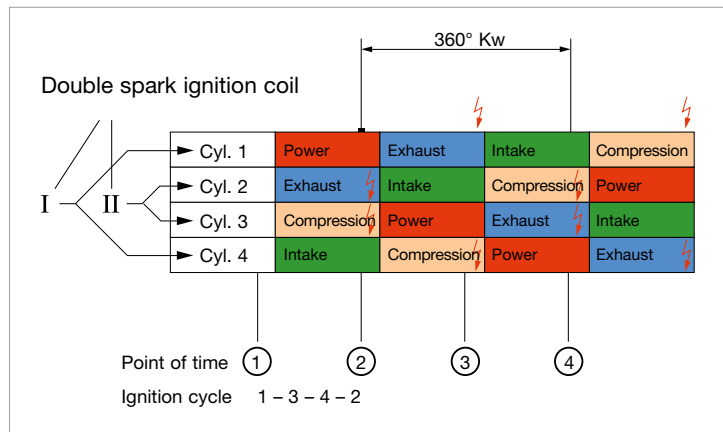 360° Kw
Double spark ignition coil
Cyl. 1 Power Exhaust Intake Compression
Cyl. 2 Exhaust Intake Compression Power
I II
Cyl. 3 Compression Power Exhaust Intake
Cyl. 4 Intake Compression Power Exhaust
Point of time 1 2 3 4
Ignition cycle 1 – 3 – 4 – 2